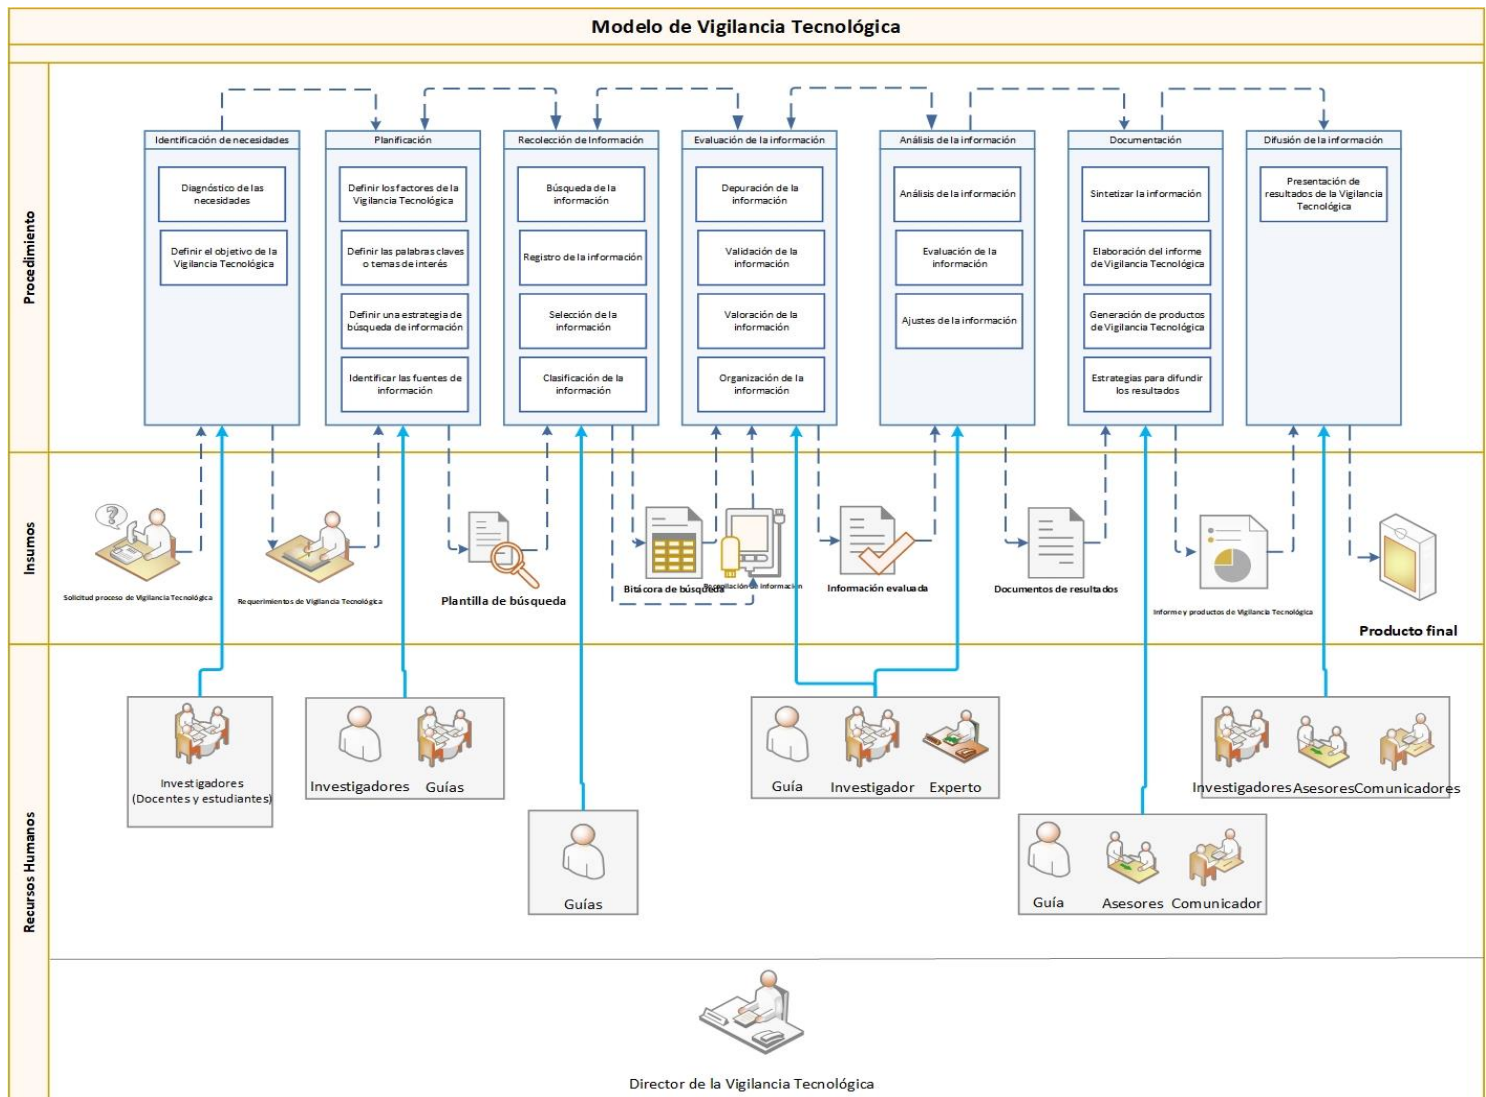 Modelo de Vigilancia Tecnológica
Procedimiento
Identificación de necesidades
Diagnóstico de las
necesidades
Definir el objetivo de la
Vigilancia Tecnológica
Planificación
Definir los factores de la
Vigilancia Tecnológica
Definir las palabras claves
o temas de interés
Definir una estrategia de
búsqueda de información
Identificar las fuentes de
información
Recolección de Información
Búsqueda de la
información
Registro de la información
Selección de la
información
Clasificación de la
información
Evaluación de la información
Depuración de la
información
Validación de la
información
Valoración de la
información
Organización de la
información
Análisis de la información
Análisis de la información
Evaluación de la
información
Ajustes de la información
Documentación
Sintetizar la información
Elaboración del informe
de Vigilancia Tecnológica
Generación de productos
de Vigilancia Tecnológica
Estrategias para difundir
los resultados
Difusión de la información
Presentación de
resultados de la Vigilancia
Tecnológica
Insumos
?
Solicitud proceso de Vigilancia Tecnológica
Requerimientos de Vigilancia Tecnológica
Plantilla de búsqueda
Bitácora de búsqueda
Recopilación de información
Información evaluada
Documentos de resultados
Informe y productos de Vigilancia Tecnológica
Producto final
Recursos Humanos
Investigadores
(Docentes y estudiantes)
Investigadores Guías
Guías
Guía Investigador Experto
Guía Asesores Comunicador
Investigadores Asesores Comunicadores
Director de la Vigilancia Tecnológica